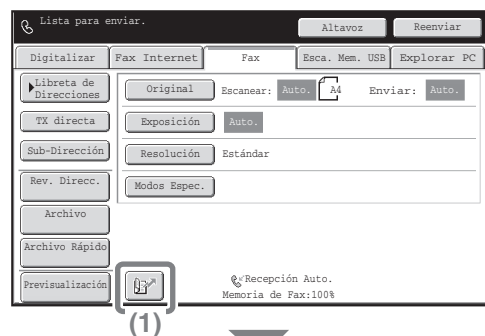 Lista para enviar.
Altavoz
Reenviar
Digitalizar
Fax Internet
Fax
Esca. Mem. USB
Explorar PC
Libreta de
Direcciones
Original
Escanear:
Auto.
A4
Enviar:
Auto.
TX directa
Exposición
Auto.
Sub-Dirección
Resolución
Estándar
Rev. Direcc.
Modos Espec.
Archivo
Archivo Rápido
Previsualización
Recepción Auto.
Memoria de Fax:100%
(1)